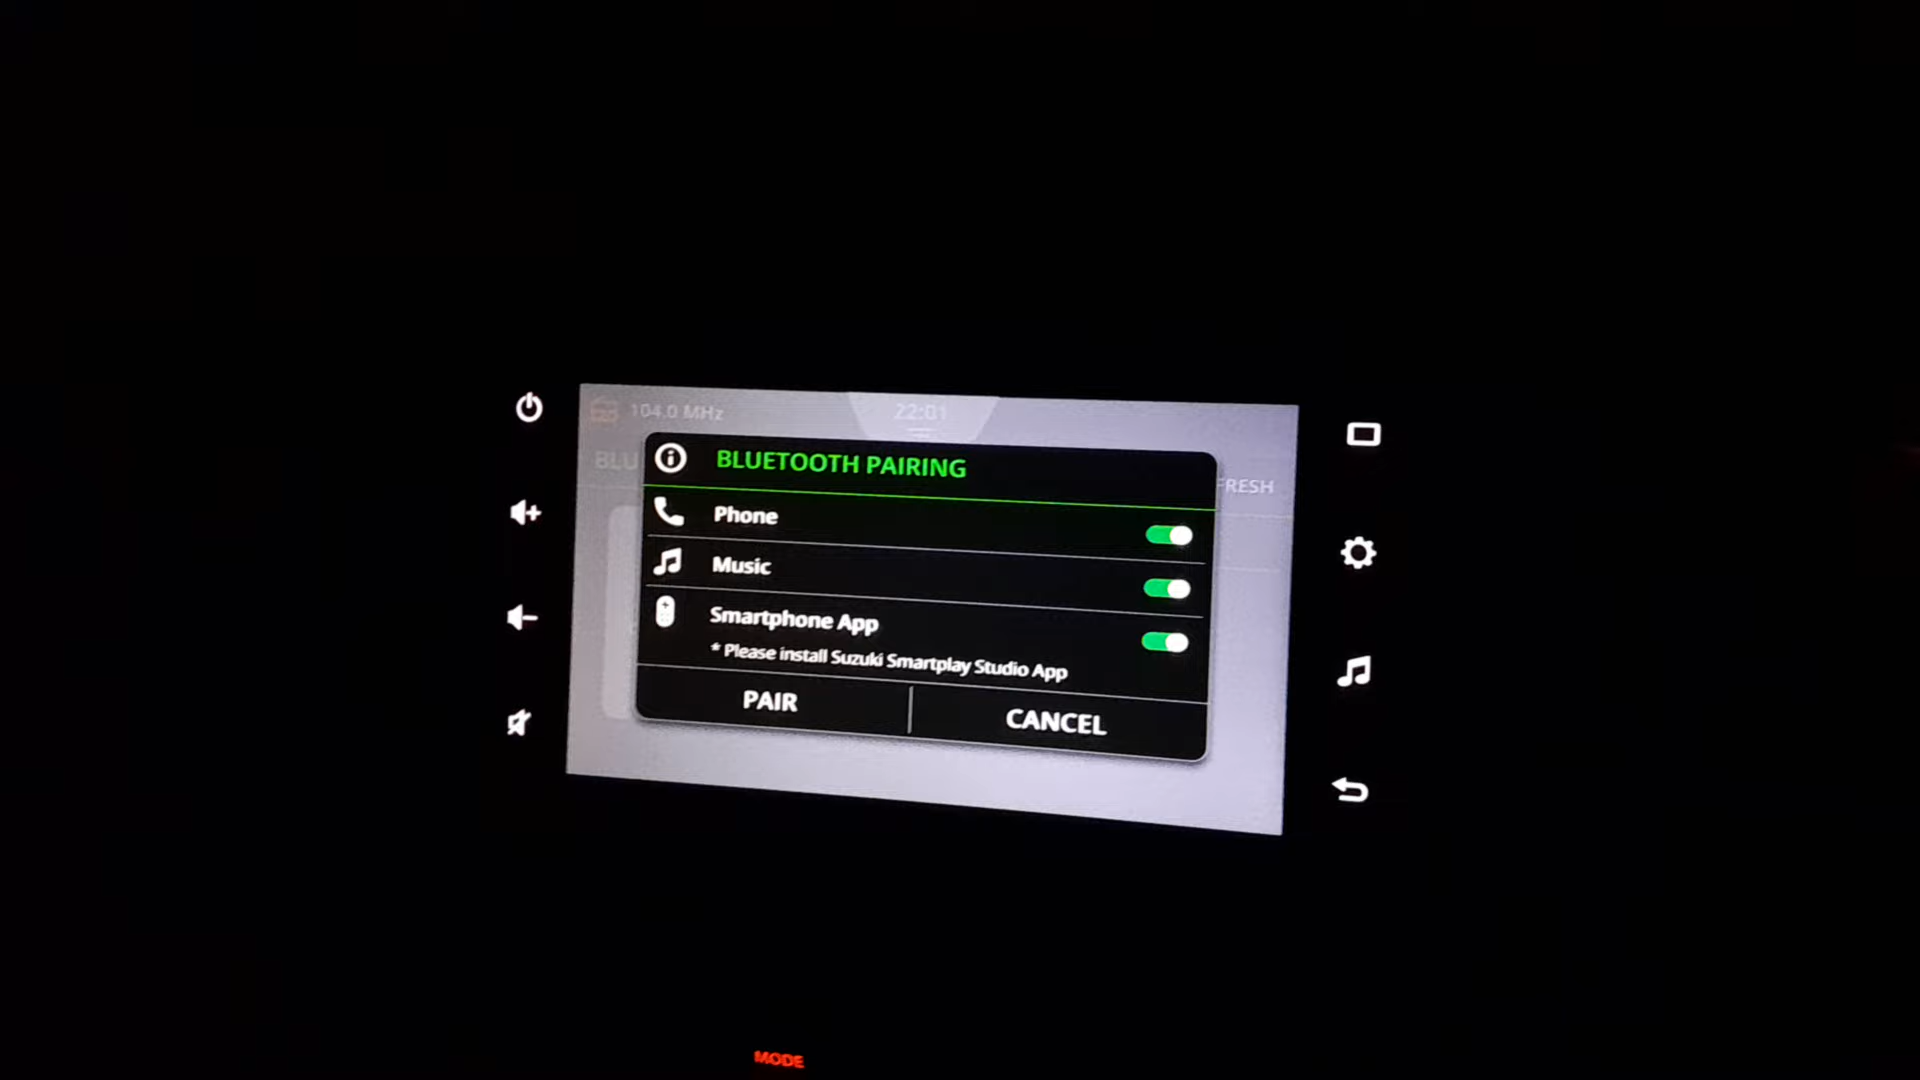 104.0 MHz
22:01
BLU
FRESH
BLUETOOTH PAIRING
Phone
Music
Smartphone App
* Please install Suzuki Smartplay Studio App
PAIR
CANCEL
MODE